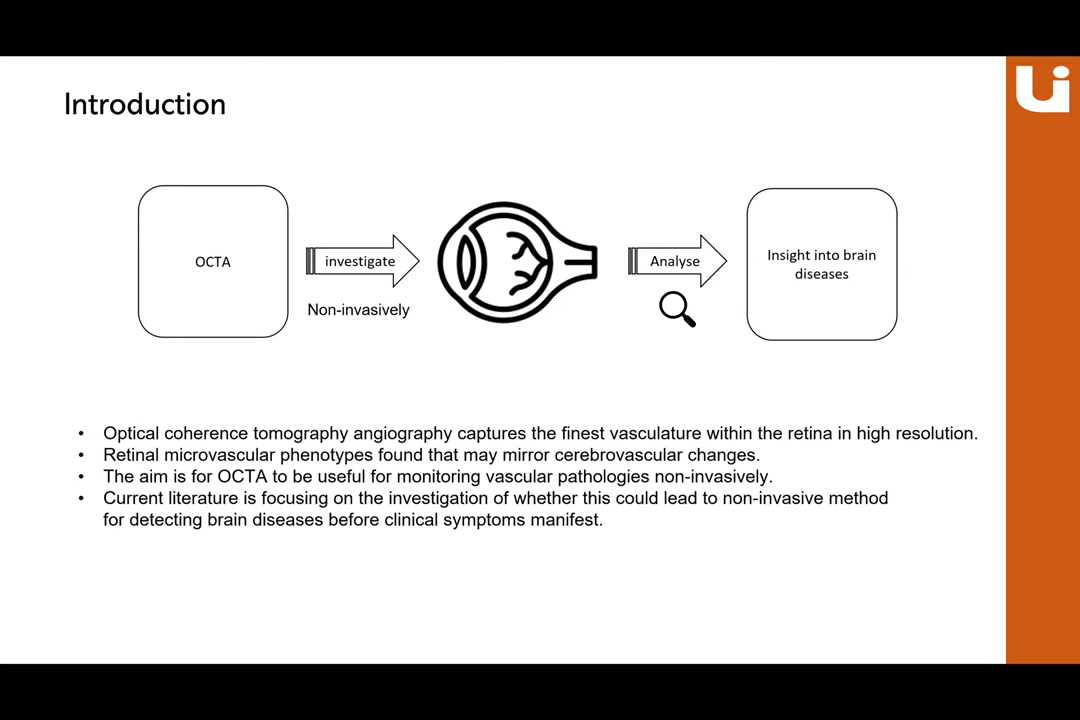 Introduction
OCTA
investigate
Non-invasively
Analyse
Insight into brain
diseases
• Optical coherence tomography angiography captures the finest vasculature within the retina in high resolution.
• Retinal microvascular phenotypes found that may mirror cerebrovascular changes.
• The aim is for OCTA to be useful for monitoring vascular pathologies non-invasively.
• Current literature is focusing on the investigation of whether this could lead to non-invasive method
for detecting brain diseases before clinical symptoms manifest.
Ui